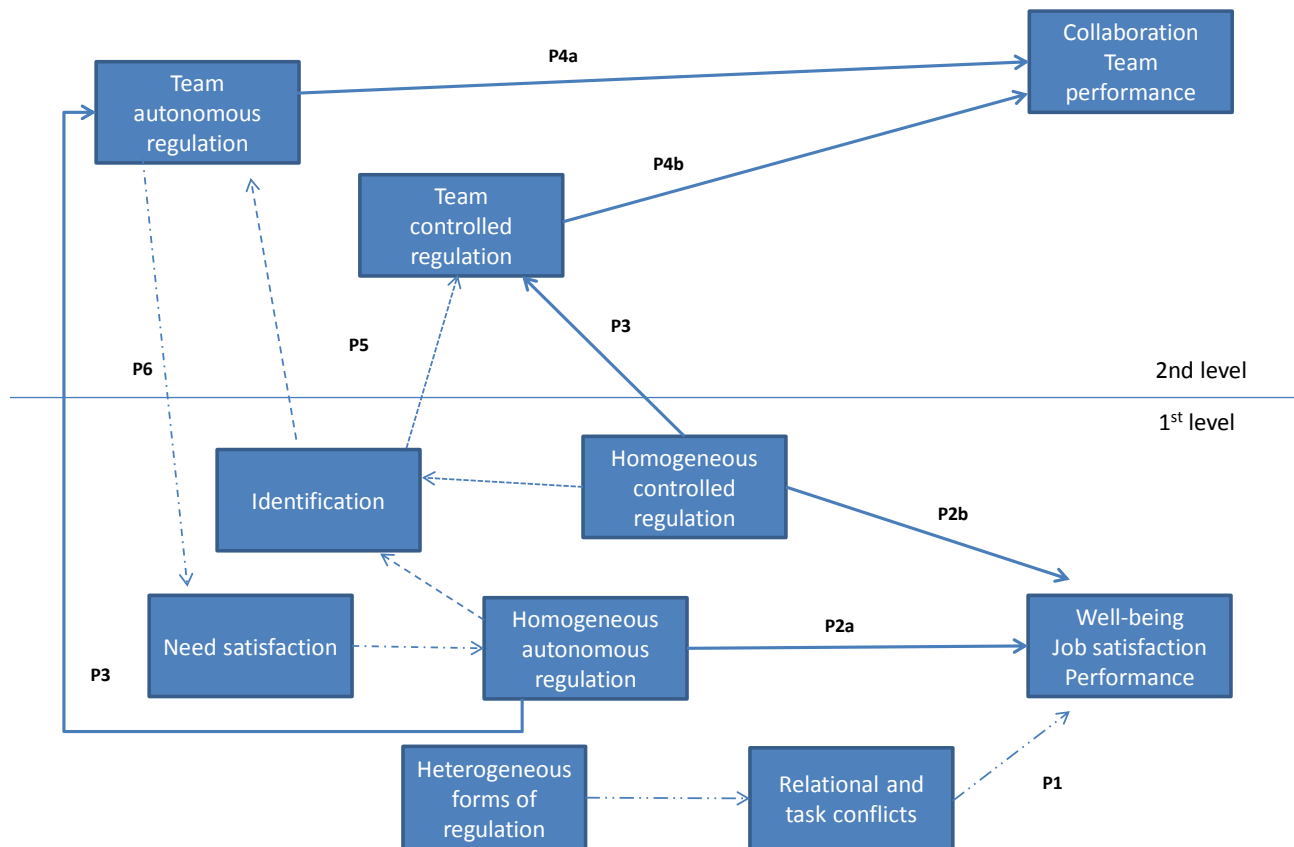 Collaboration
Team
performance
P4a
Team
autonomous
regulation
P4b
Team
controlled
regulation
P3
P5
P6
2nd level
1st level
Homogeneous
controlled
regulation
Identification
P2b
Need satisfaction
Homogeneous
autonomous
regulation
P2a
Well-being
Job satisfaction
Performance
P3
Heterogeneous
forms of
regulation
Relational and
task conflicts
P1